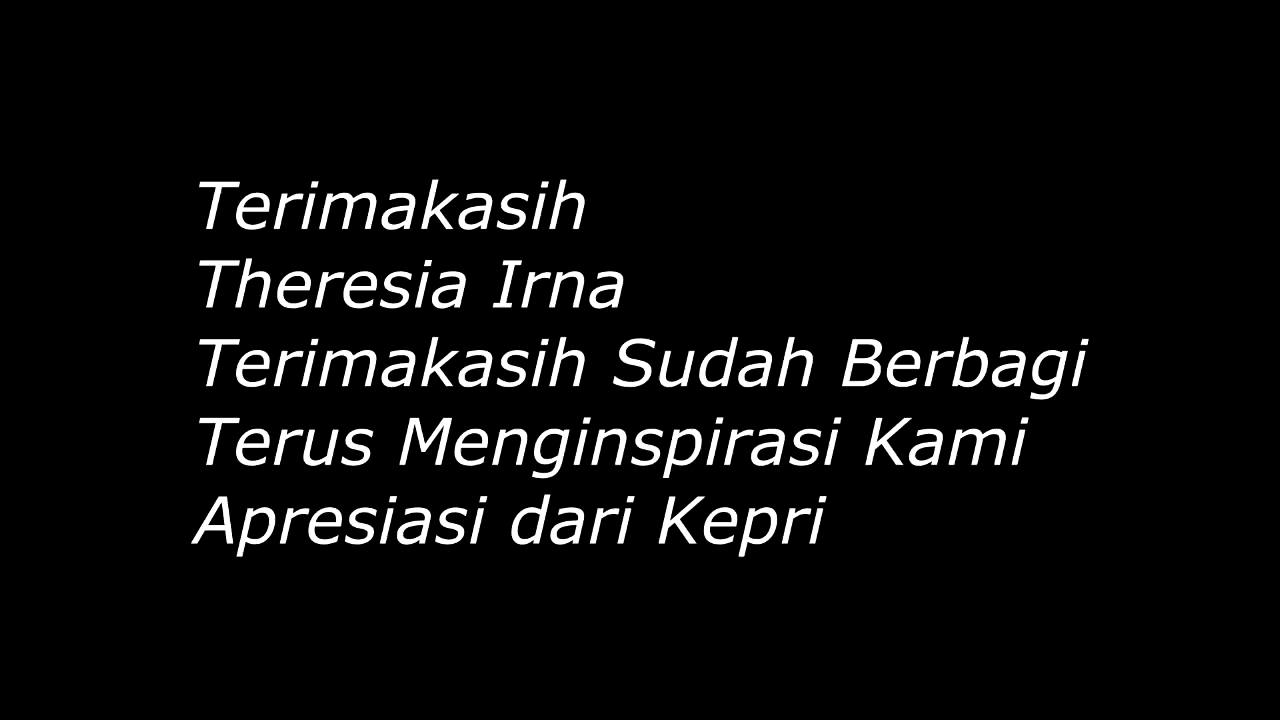 Terimakasih
Theresia Irna
Terimakasih Sudah Berbagi
Terus Menginspirasi Kami
Apresiasi dari Kepri